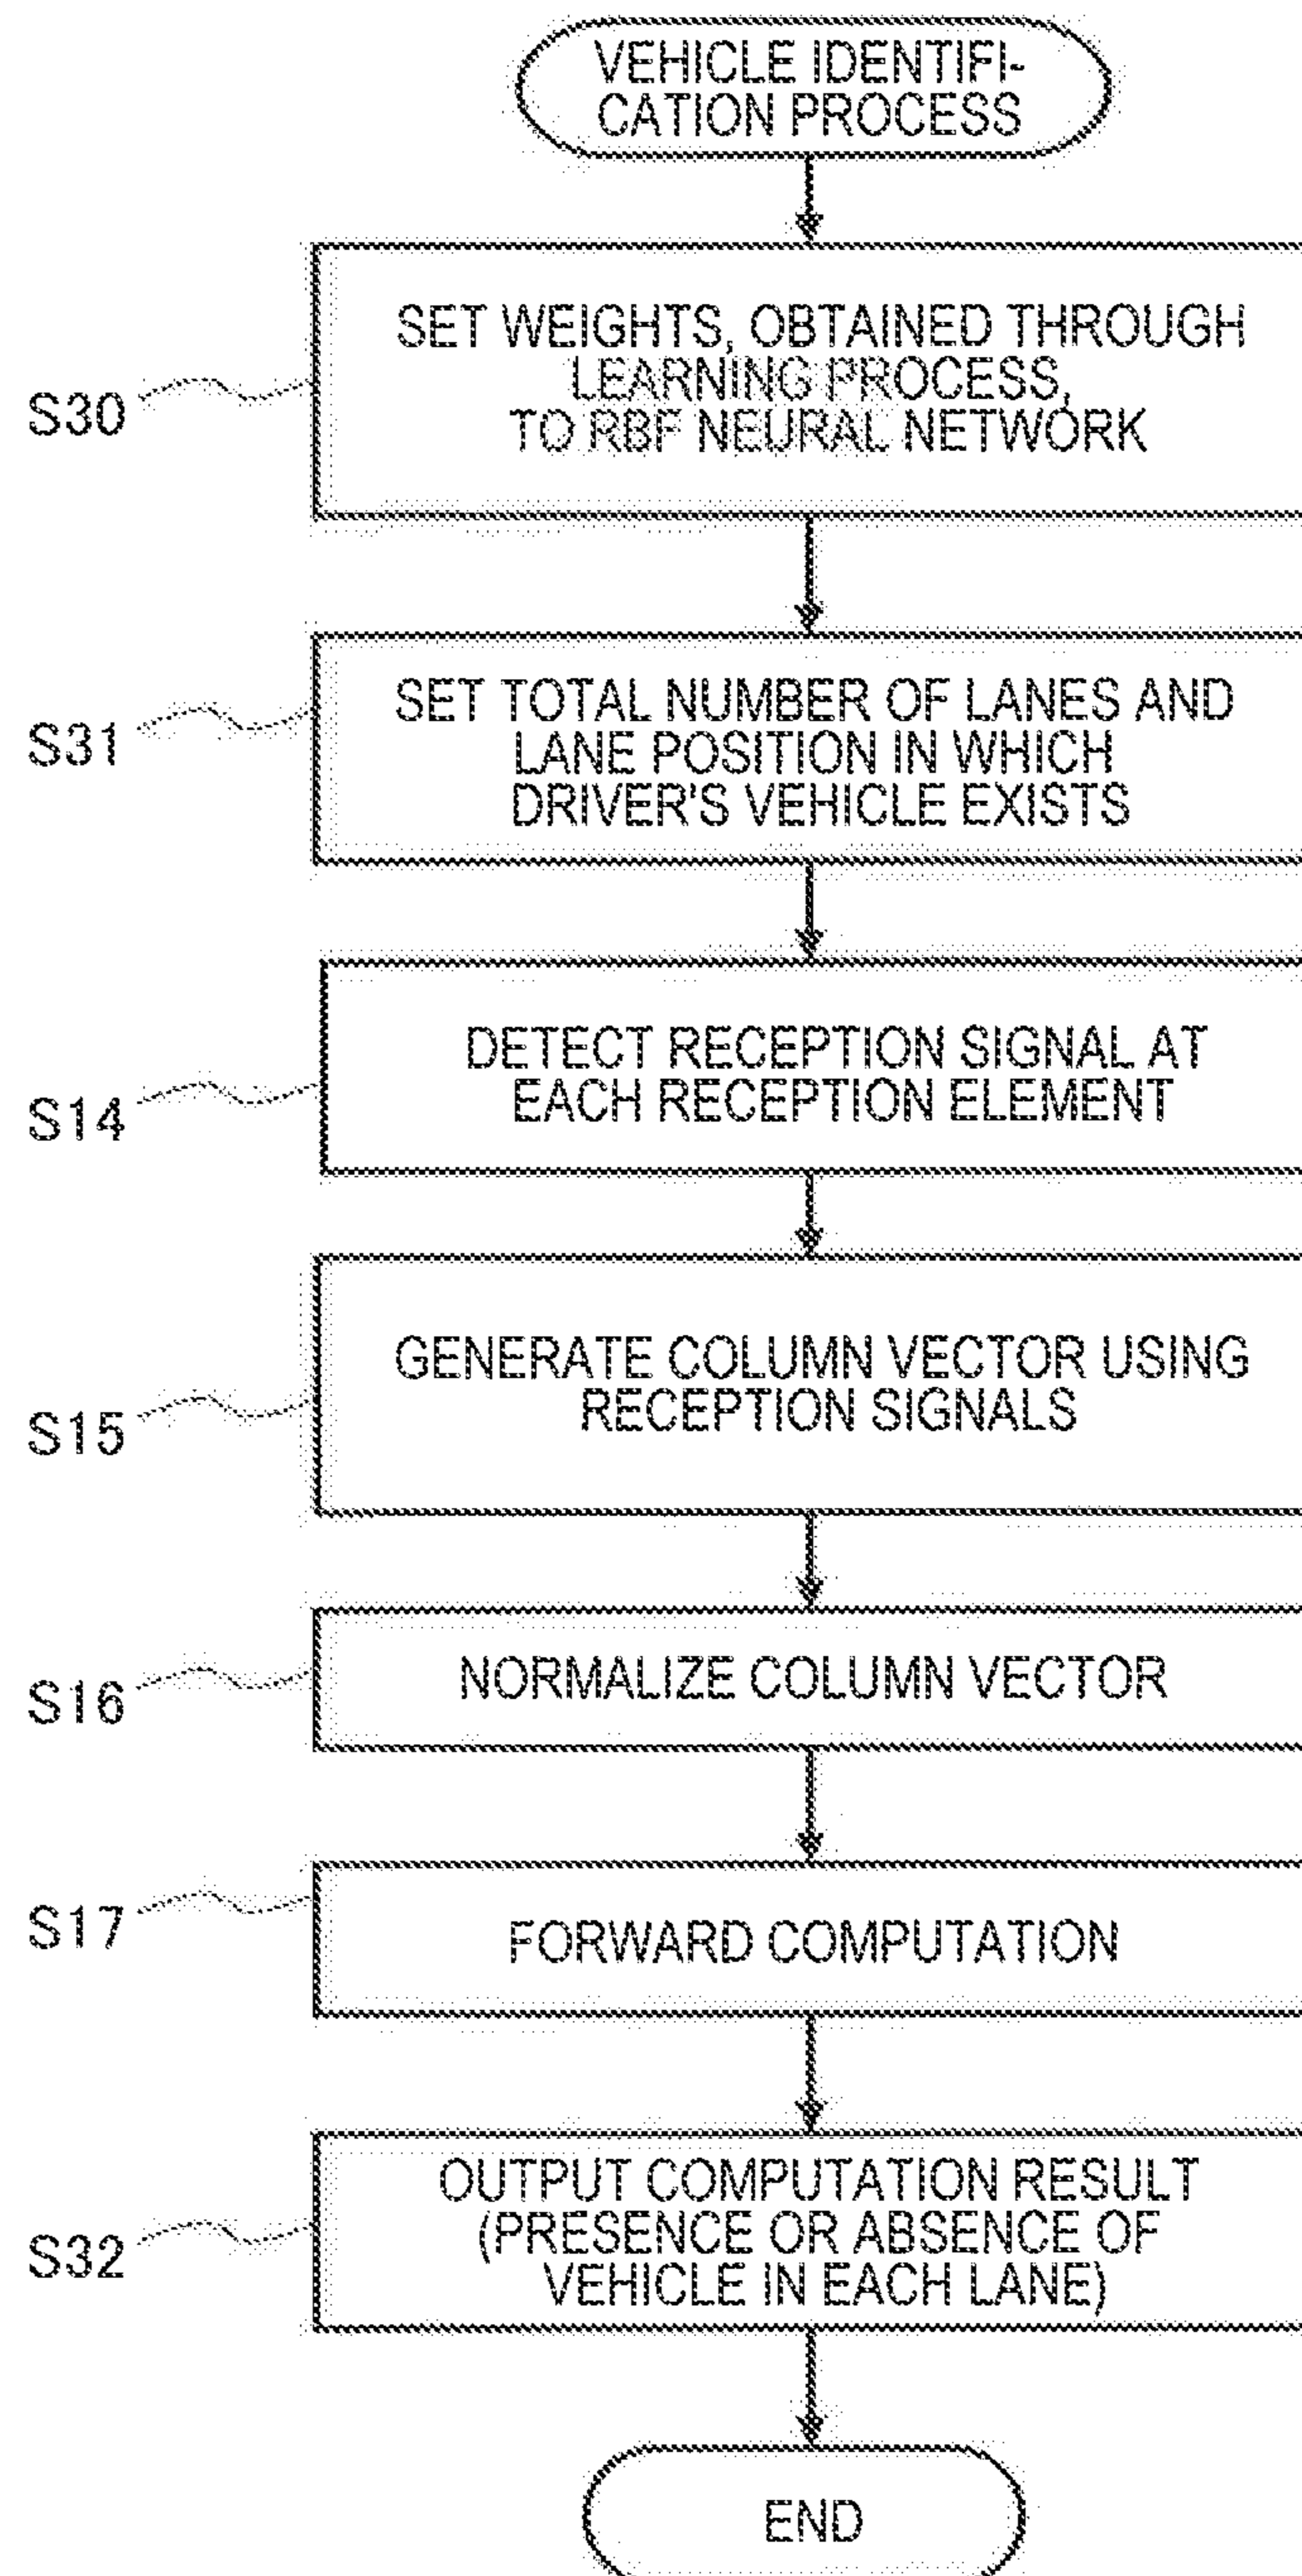 VEHICLE IDENTIFI-
CATION PROCESS
S30
SET WEIGHTS, OBTAINED THROUGH
LEARNING PROCESS,
TO RBF NEURAL NETWORK
S31
SET TOTAL NUMBER OF LANES AND
LANE POSITION IN WHICH
DRIVER'S VEHICLE EXISTS
S14
DETECT RECEPTION SIGNAL AT
EACH RECEPTION ELEMENT
S15
GENERATE COLUMN VECTOR USING
RECEPTION SIGNALS
S16
NORMALIZE COLUMN VECTOR
S17
FORWARD COMPUTATION
S32
OUTPUT COMPUTATION RESULT
(PRESENCE OR ABSENCE OF
VEHICLE IN EACH LANE)
END